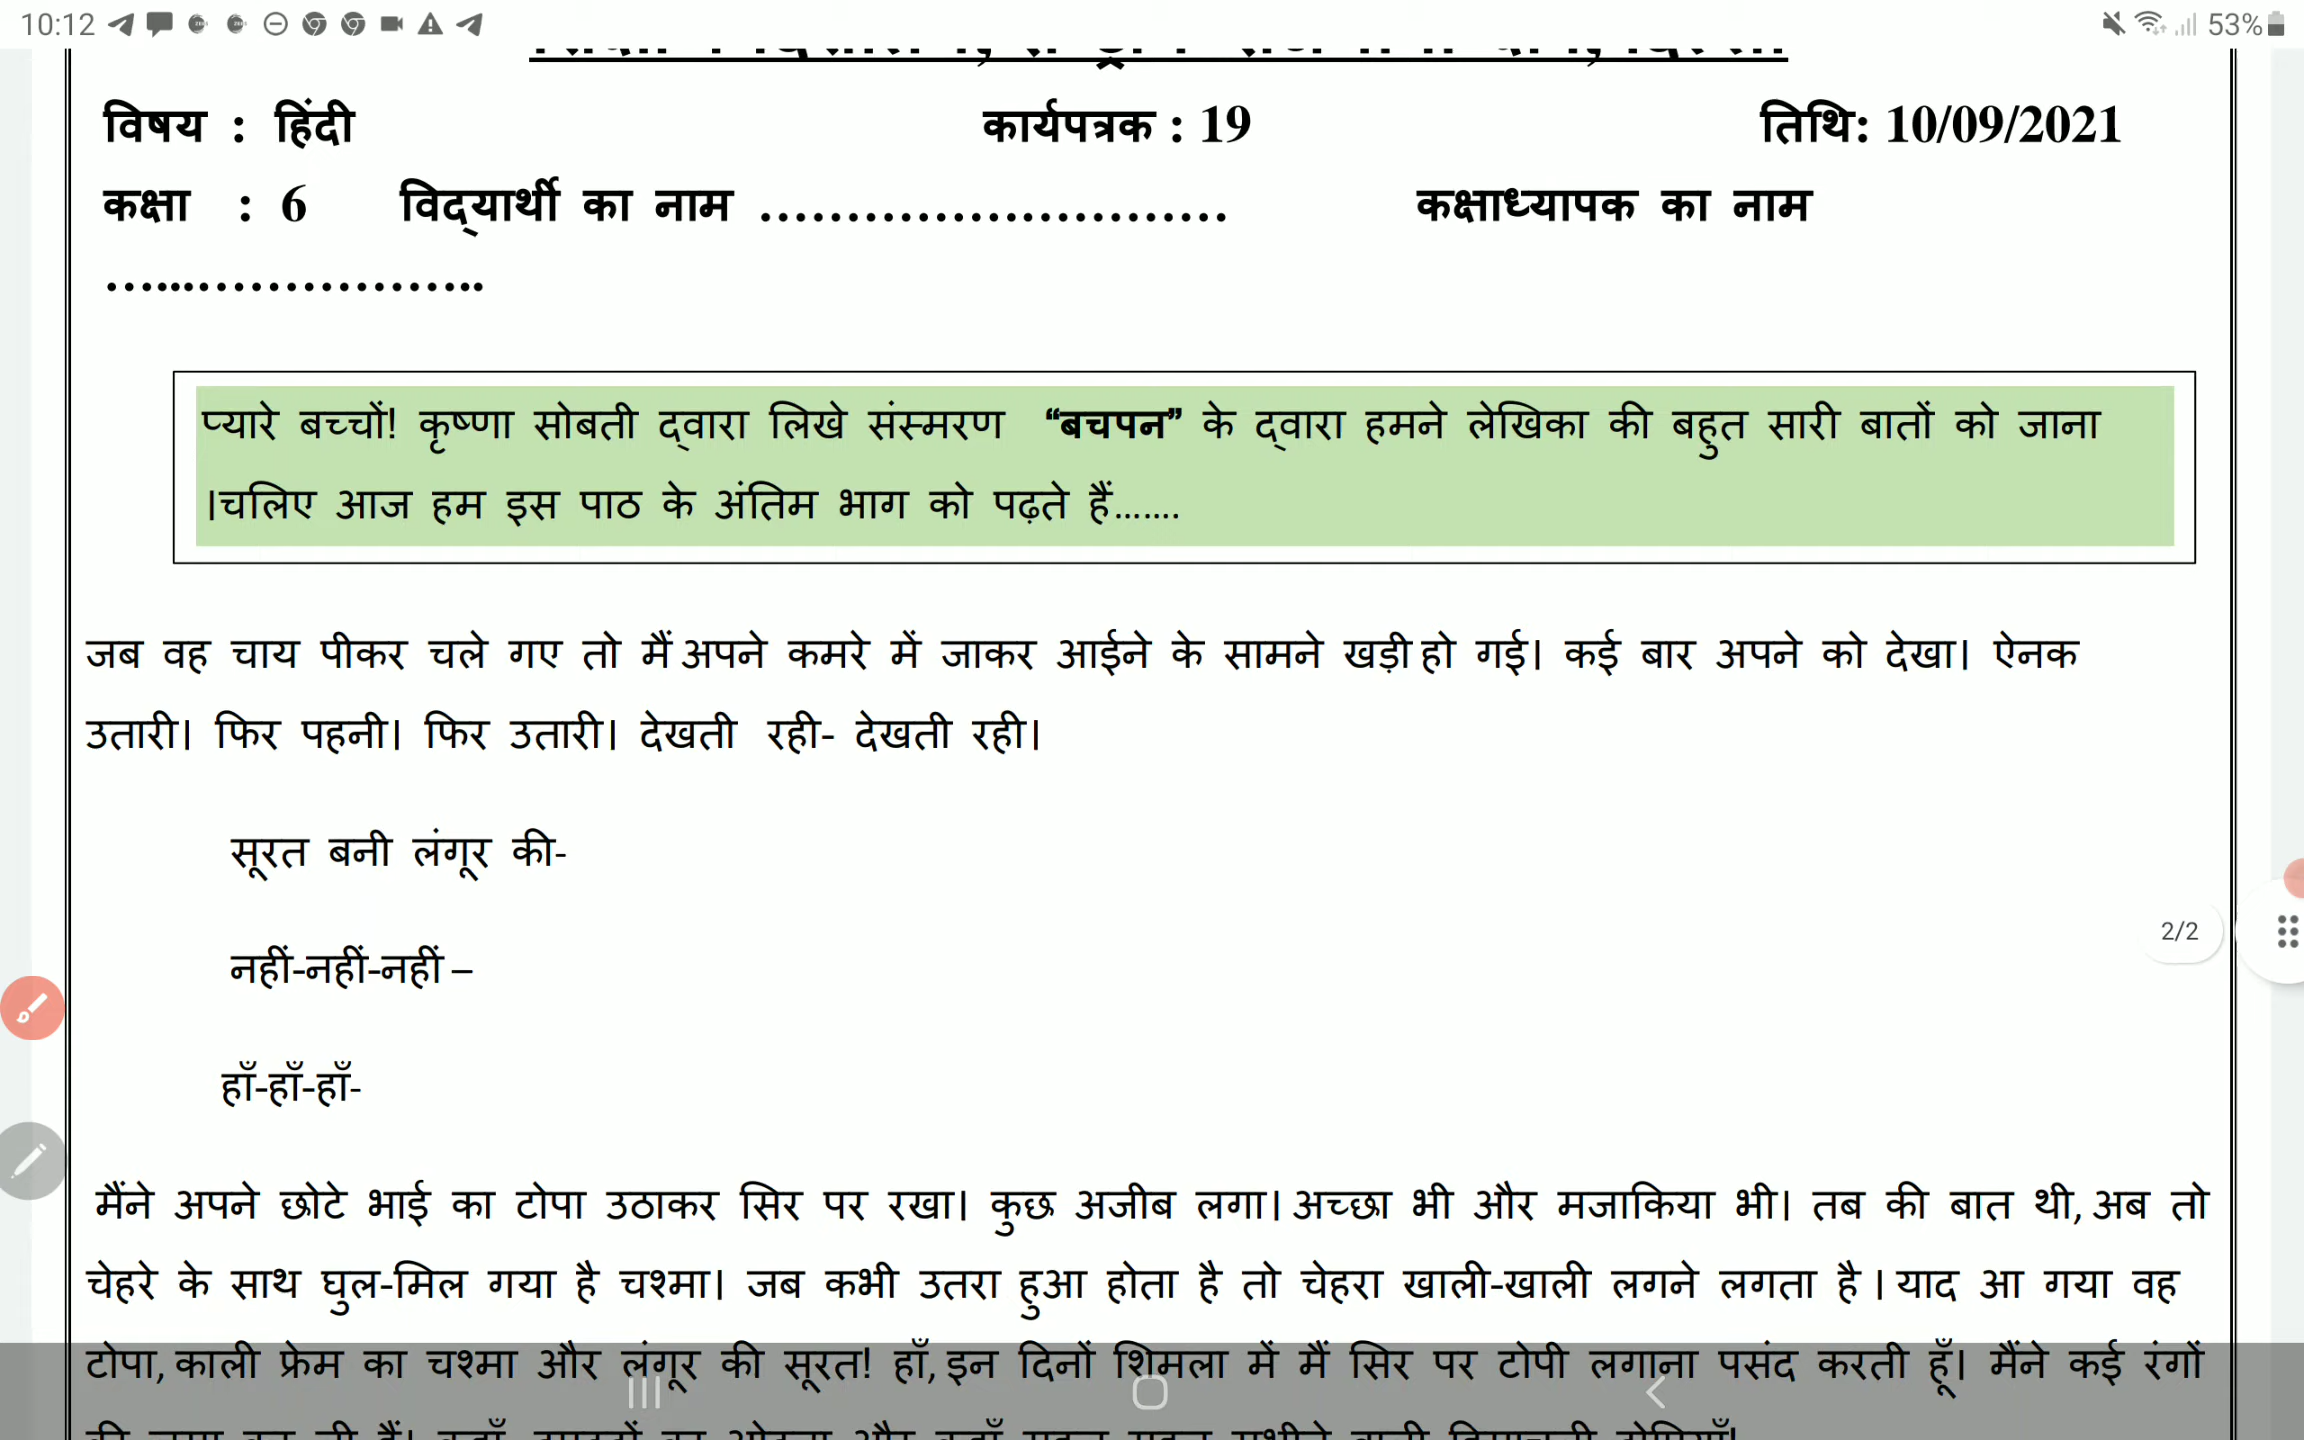 10:12
53%
विषय : हिंदी कार्यपत्रक : 19 तिथि: 10/09/2021
कक्षा : 6 विद्यार्थी का नाम ........................... कक्षाध्यापक का नाम
......................
प्यारे बच्चों! कृष्णा सोबती द्वारा लिखे संस्मरण “बचपन” के द्वारा हमने लेखिका की बहुत सारी बातों को जाना
।चलिए आज हम इस पाठ के अंतिम भाग को पढ़ते हैं.......
जब वह चाय पीकर चले गए तो मैं अपने कमरे में जाकर आईने के सामने खड़ी हो गई। कई बार अपने को देखा। ऐनक
उतारी। फिर पहनी। फिर उतारी। देखती रही- देखती रही।
सूरत बनी लंगूर की-
नहीं-नहीं-नहीं –
2/2
हाँ-हाँ-हाँ-
मैंने अपने छोटे भाई का टोपा उठाकर सिर पर रखा। कुछ अजीब लगा। अच्छा भी और मजाकिया भी। तब की बात थी, अब तो
चेहरे के साथ घुल-मिल गया है चश्मा। जब कभी उतरा हुआ होता है तो चेहरा खाली-खाली लगने लगता है । याद आ गया वह
टोपा, काली फ्रेम का चश्मा और लंगूर की सूरत! हाँ, इन दिनों शिमला में मैं सिर पर टोपी लगाना पसंद करती हूँ। मैंने कई रंगों